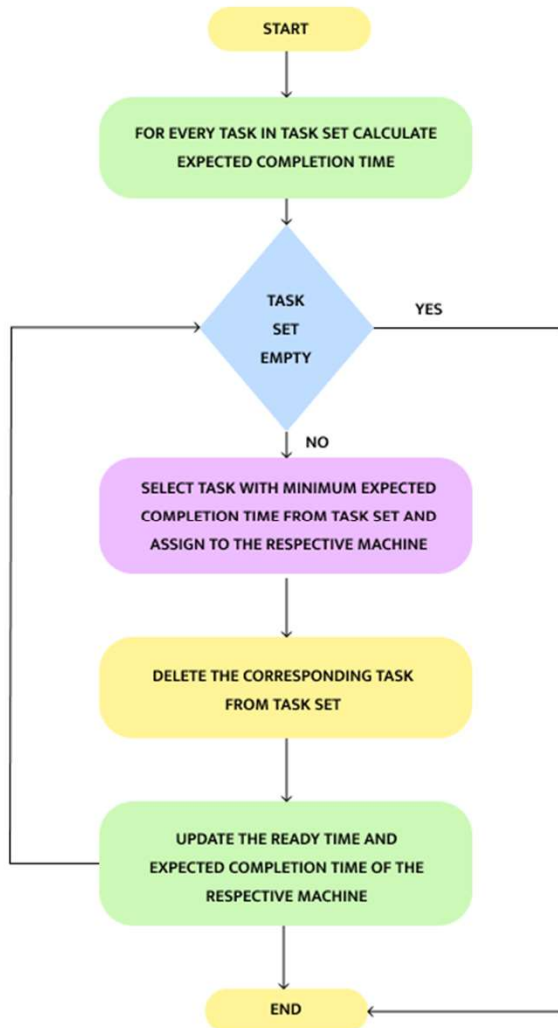 START
FOR EVERY TASK IN TASK SET CALCULATE
EXPECTED COMPLETION TIME
TASK
SET
EMPTY
YES
NO
SELECT TASK WITH MINIMUM EXPECTED
COMPLETION TIME FROM TASK SET AND
ASSIGN TO THE RESPECTIVE MACHINE
DELETE THE CORRESPONDING TASK
FROM TASK SET
UPDATE THE READY TIME AND
EXPECTED COMPLETION TIME OF THE
RESPECTIVE MACHINE
END